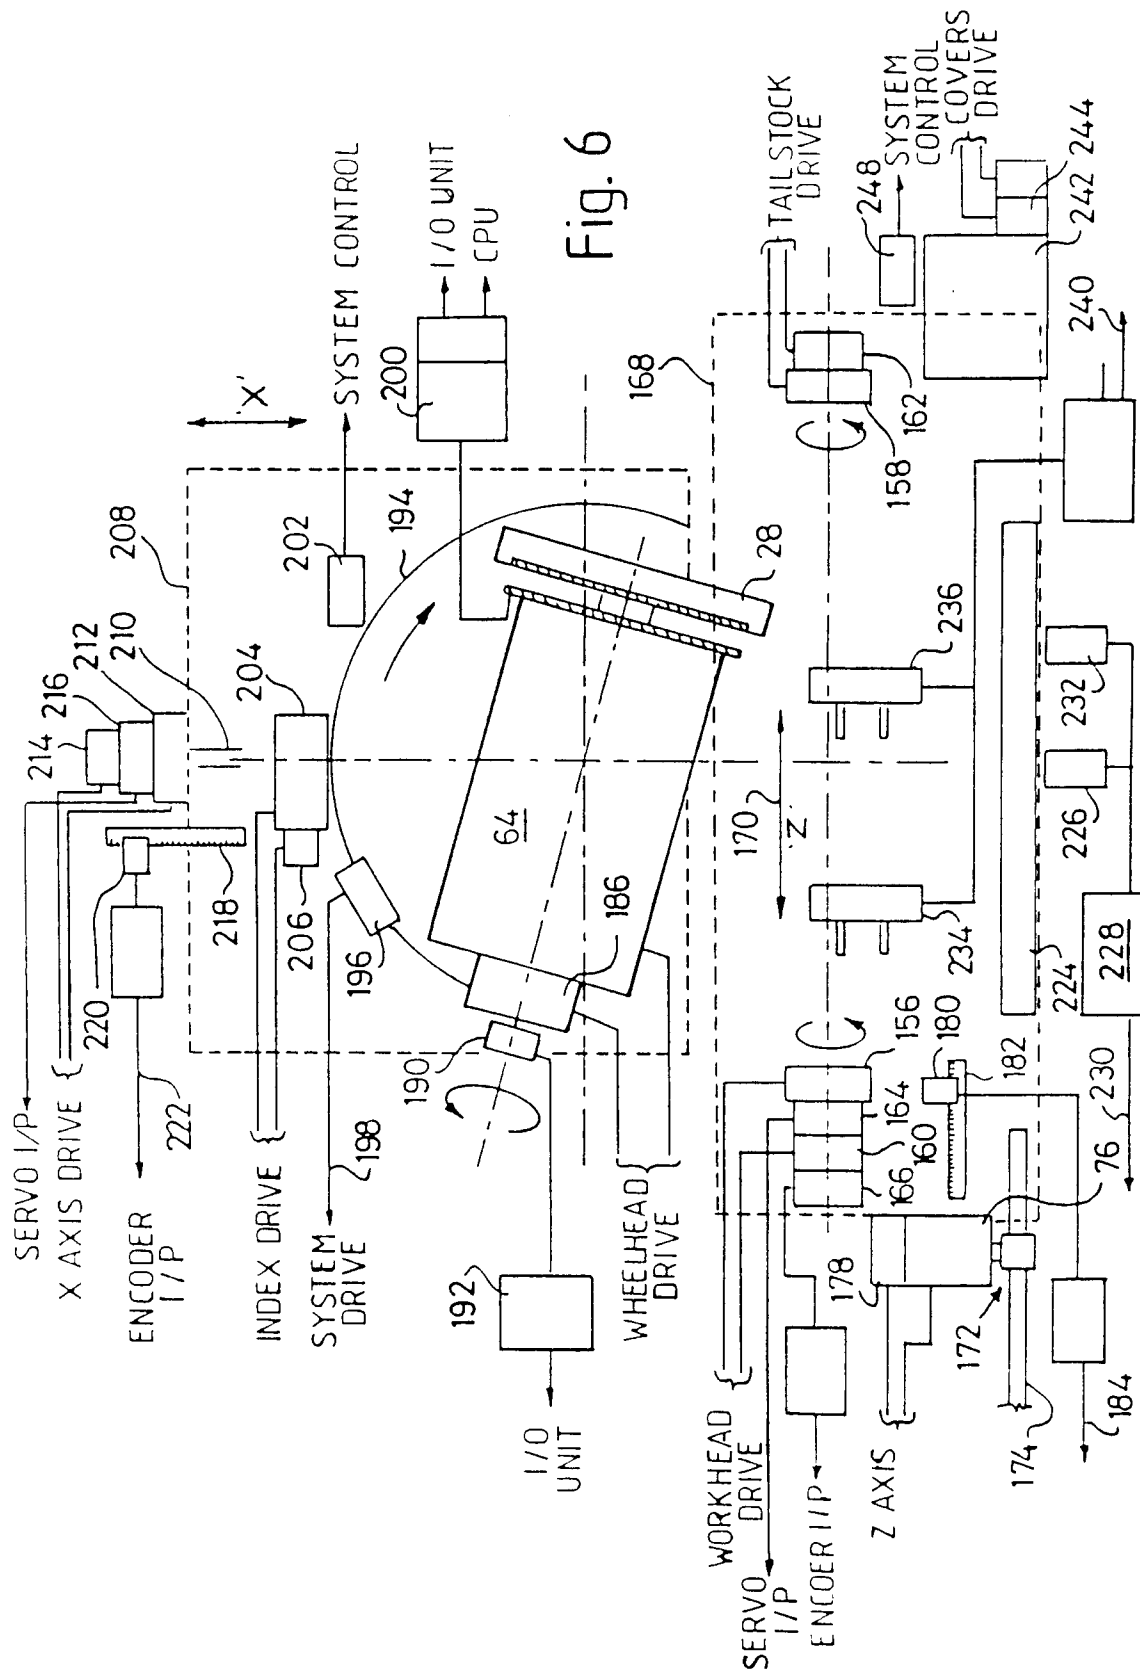 SERVO I/P
X AXIS DRIVE
ENCODER
I/P
222
220
214
216
212
210
208
218
INDEX DRIVE
206
204
SYSTEM
DRIVE
198
196
202
SYSTEM CONTROL
'X'
194
200
I/O UNIT
CPU
Fig. 6
64
186
190
192
I/O
UNIT
WHEELHEAD
DRIVE
28
168
TAILSTOCK
DRIVE
158
162
248
SYSTEM
CONTROL
COVERS
DRIVE
244
242
240
236
170
'Z'
234
156
164
160
166
WORKHEAD
DRIVE
SERVO
I/P
ENCOER I/P
178
Z AXIS
172
174
76
180
182
184
224
226
232
228
230